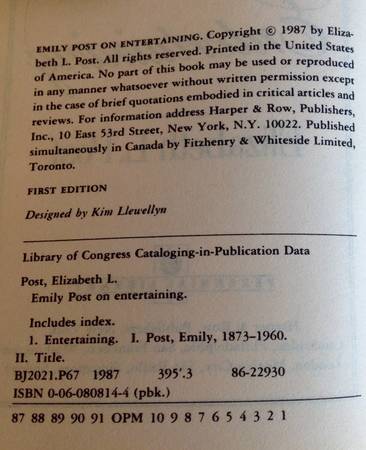 EMILY POST ON ENTERTAINING. Copyright © 1987 by Eliza-
beth L. Post. All rights reserved. Printed in the United States
of America. No part of this book may be used or reproduced
in any manner whatsoever without written permission except
in the case of brief quotations embodied in critical articles and
reviews. For information address Harper & Row, Publishers,
Inc., 10 East 53rd Street, New York, N.Y. 10022. Published
simultaneously in Canada by Fitzhenry & Whiteside Limited,
Toronto.
FIRST EDITION
Designed by Kim Llewellyn
Library of Congress Cataloging-in-Publication Data
Post, Elizabeth L.
Emily Post on entertaining.
Includes index.
1. Entertaining. I. Post, Emily, 1873–1960.
II. Title.
BJ2021.P67 1987 395'.3 86-22930
ISBN 0-06-080814-4 (pbk.)
87 88 89 90 91 OPM 10 9 8 7 6 5 4 3 2 1